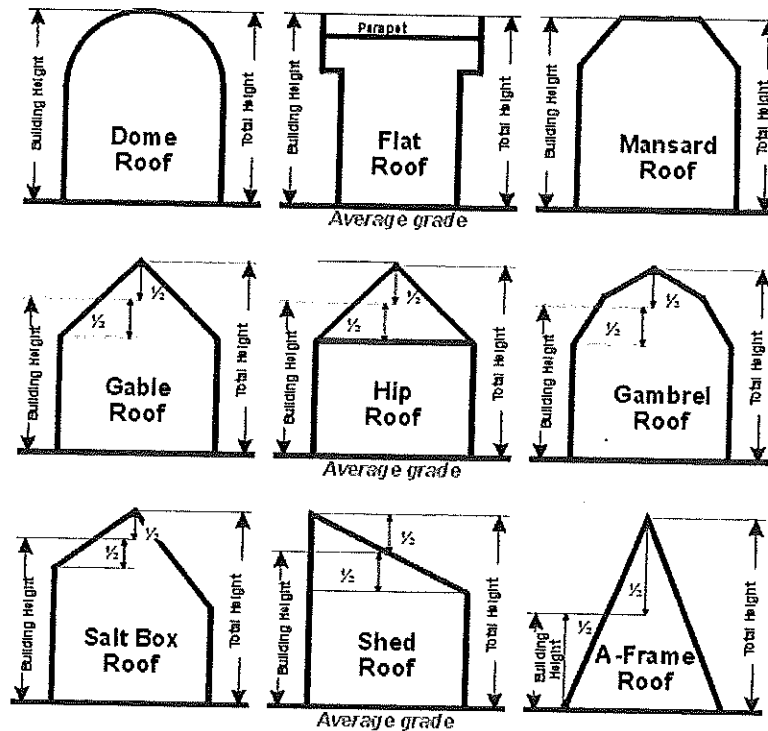 Building Height
Dome
Roof
Total Height
Building Height
Parapet
Flat
Roof
Total Height
Average grade
Building Height
Mansard
Roof
Total Height
Building Height
½
½
Gable
Roof
Total Height
Building Height
½
½
Hip
Roof
Total Height
Average grade
Building Height
½
½
Gambrel
Roof
Total Height
Building Height
½
½
Salt Box
Roof
Total Height
Building Height
½
½
Shed
Roof
Total Height
Average grade
Building
Height
½
½
A-Frame
Roof
Total Height